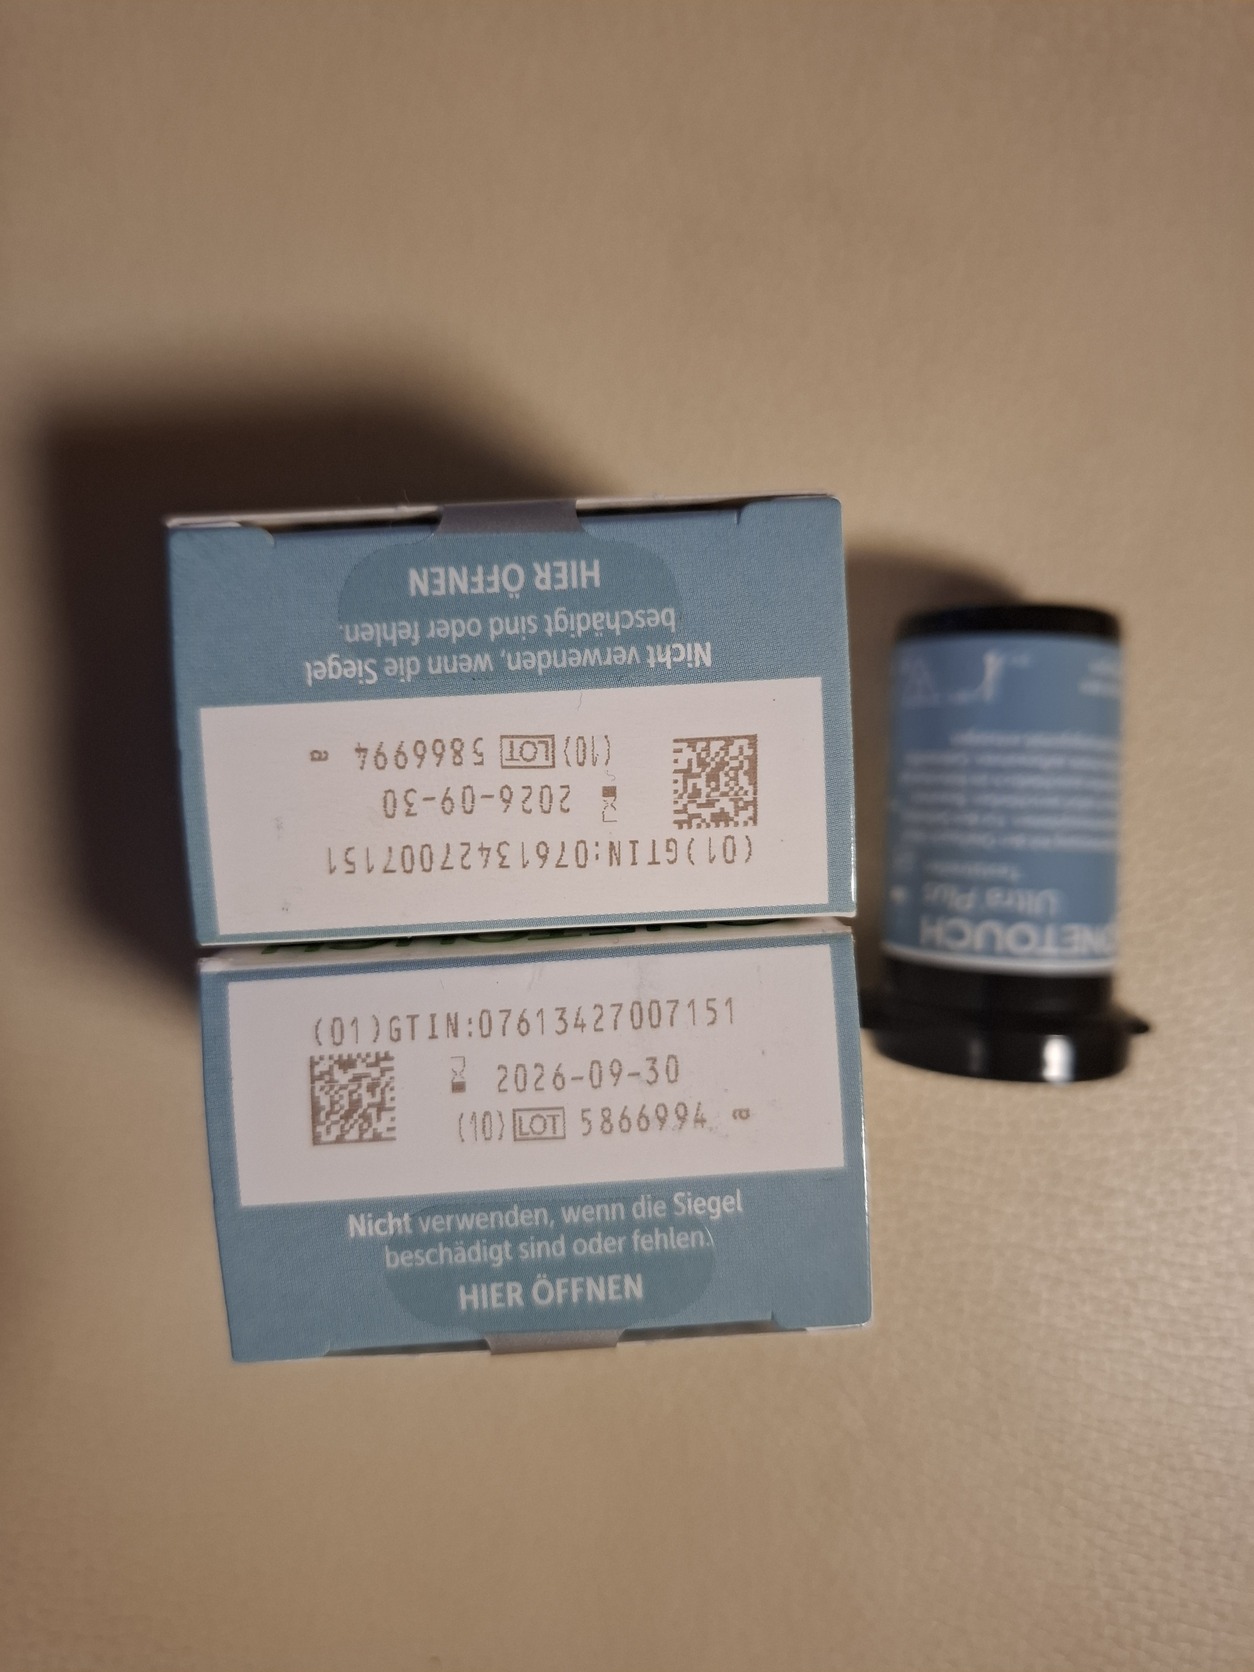 HIER ÖFFNEN
Nicht verwenden, wenn die Siegel
beschädigt sind oder fehlen.
(10) LOT 5866994
2026-09-30
(01)GTIN:07613427007151
ONETOUCH
(01)GTIN:07613427007151
2026-09-30
(10) LOT 5866994
Nicht verwenden, wenn die Siegel
beschädigt sind oder fehlen.
HIER ÖFFNEN
ONETOUCH
Ultra Plus